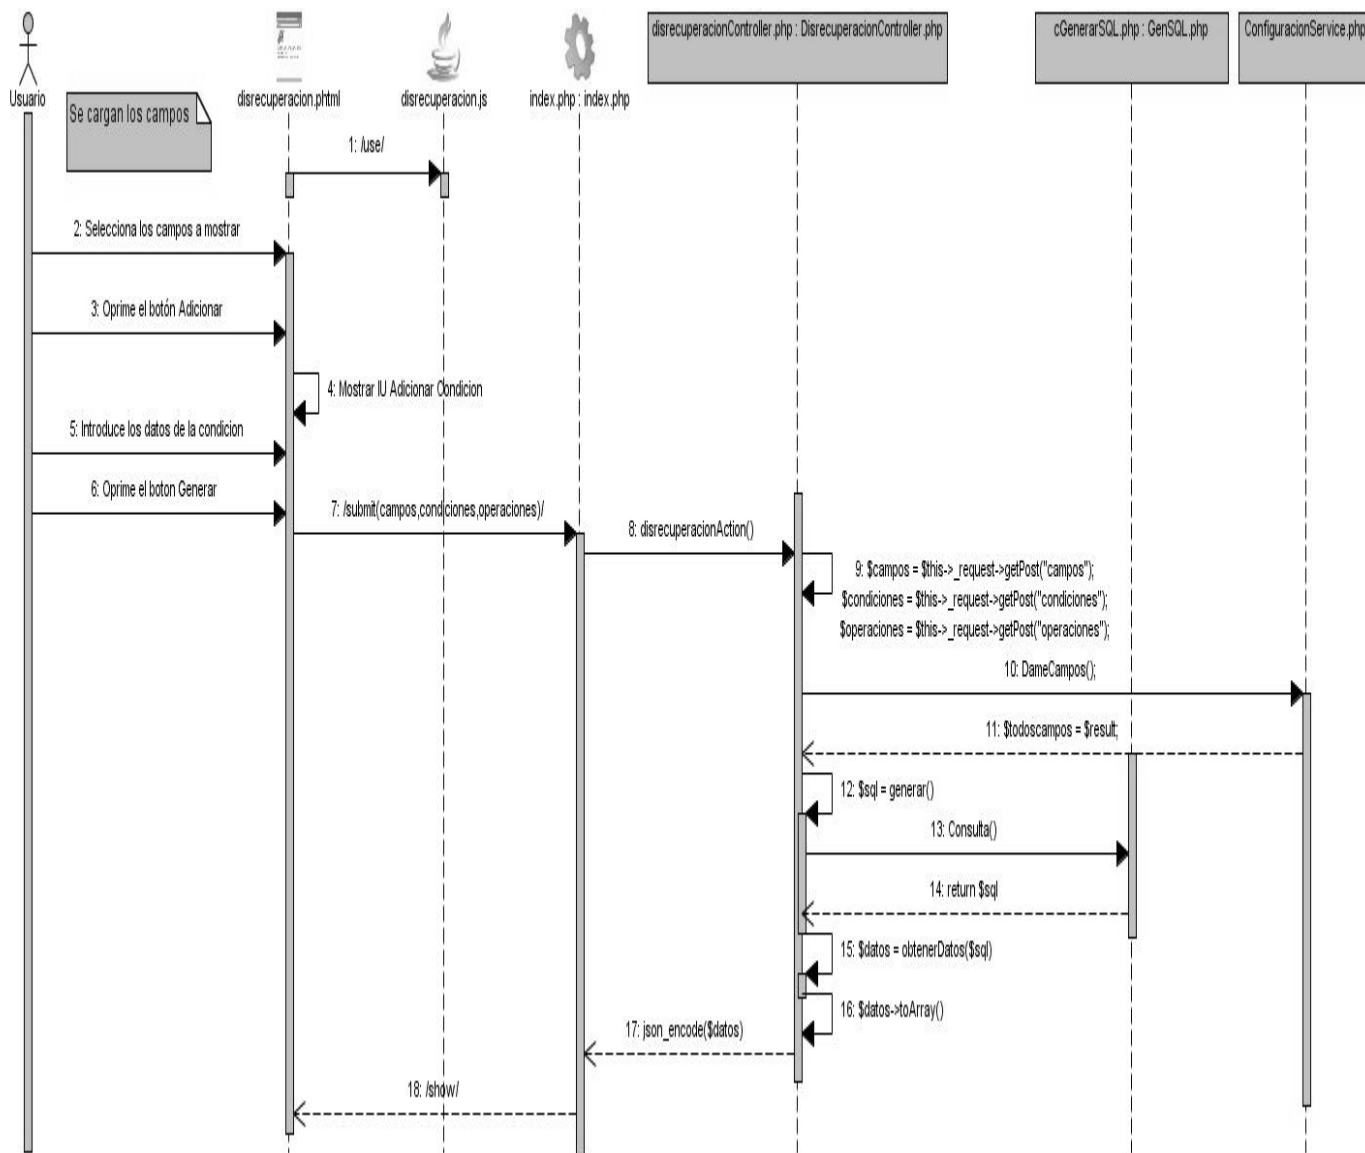 disrecuperacionController.php : DisrecuperacionController.php
cGenerarSQL.php : GenSQL.php
ConfiguracionService.php
Usuario
disrecuperacion.phtml
disrecuperacion.js
index.php : index.php
Se cargan los campos
1: /use/
2: Selecciona los campos a mostrar
3: Oprime el botón Adicionar
4: Mostrar IU Adicionar Condicion
5: Introduce los datos de la condicion
6: Oprime el boton Generar
7: /submit(campos,condiciones,operaciones)/
8: disrecuperacionAction()
9: $campos = $this->_request->getPost("campos");
$condiciones = $this->_request->getPost("condiciones");
$operaciones = $this->_request->getPost("operaciones");
10: DameCampos();
11: $todoscampos = $result;
12: $sql = generar()
13: Consulta()
14: return $sql
15: $datos = obtenerDatos($sql)
16: $datos->toArray()
17: json_encode($datos)
18: /show/